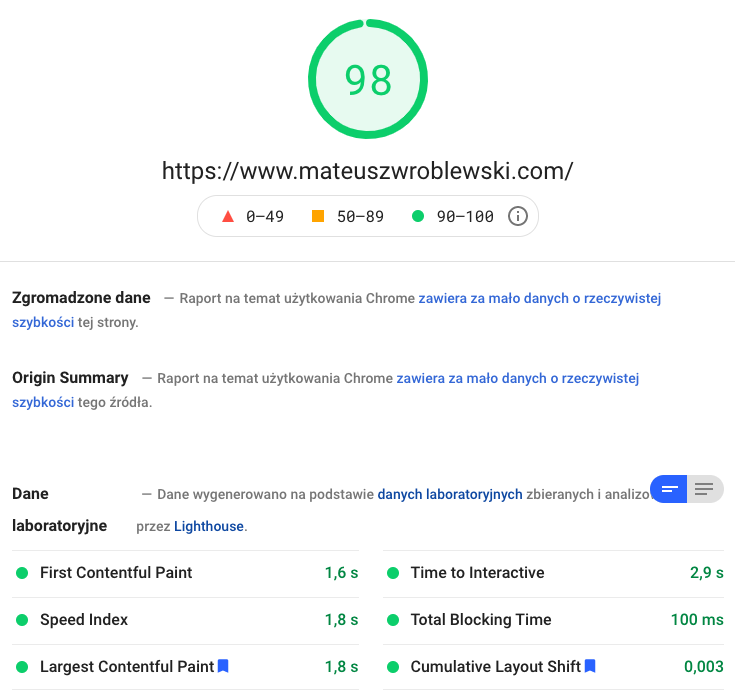 98
https://www.mateuszwroblewski.com/
0–49 50–89 90–100
Zgromadzone dane — Raport na temat użytkowania Chrome zawiera za mało danych o rzeczywistej
szybkości tej strony.
Origin Summary — Raport na temat użytkowania Chrome zawiera za mało danych o rzeczywistej
szybkości tego źródła.
Dane — Dane wygenerowano na podstawie danych laboratoryjnych zbieranych i
laboratoryjne przez Lighthouse.
First Contentful Paint 1,6 s
Time to Interactive 2,9 s
Speed Index 1,8 s
Total Blocking Time 100 ms
Largest Contentful Paint 1,8 s
Cumulative Layout Shift 0,003